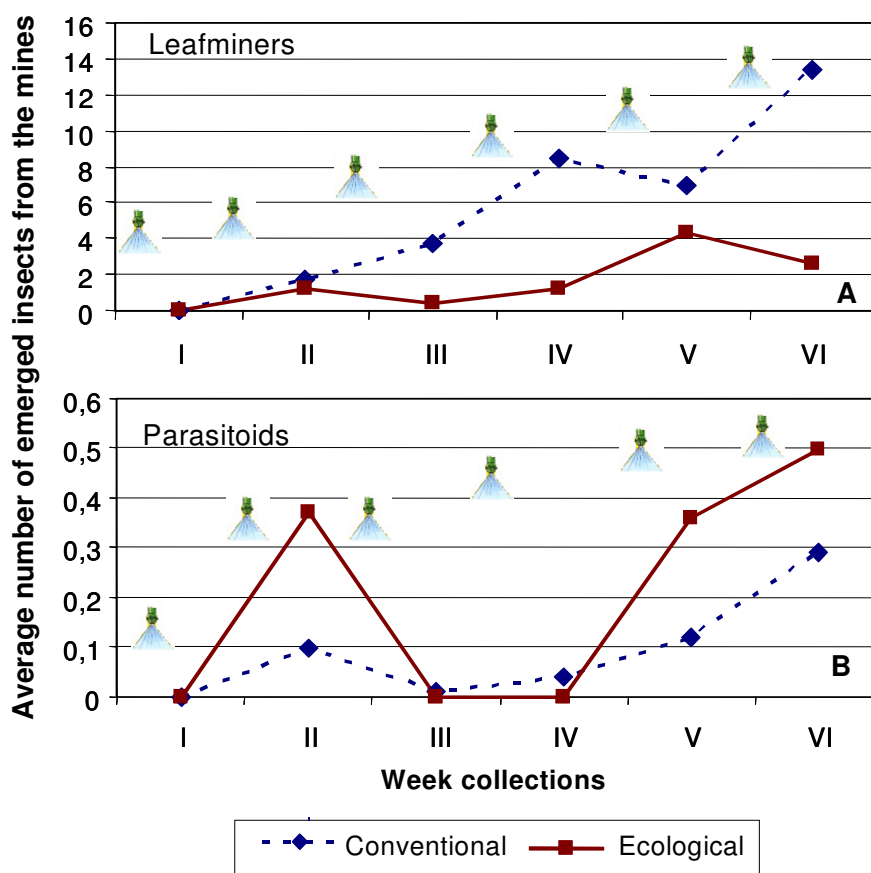 Average number of emerged insects from the mines
16
14
12
10
8
6
4
2
0
Leafminers
A
I II III IV V VI
0,6
0,5
0,4
0,3
0,2
0,1
0
Parasitoids
B
I II III IV V VI
Week collections
Conventional Ecological